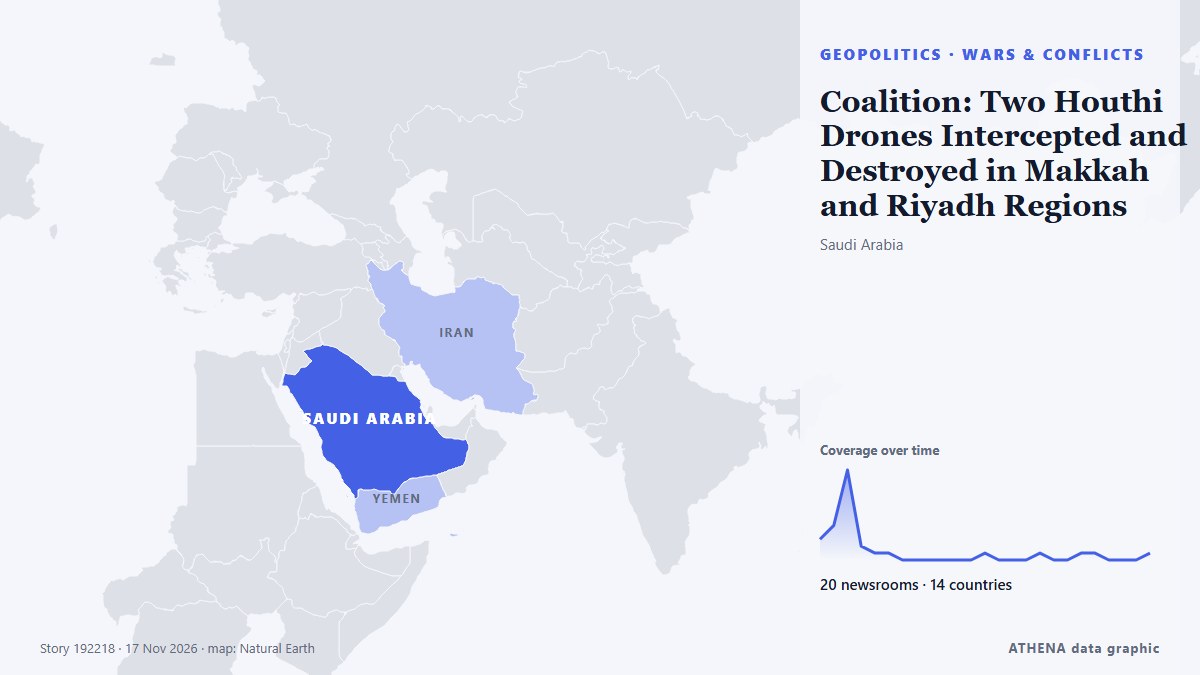 GEOPOLITICS · WARS & CONFLICTS
Coalition: Two Houthi
Drones Intercepted and
Destroyed in Makkah
and Riyadh Regions
Saudi Arabia
IRAN
SAUDI ARABIA
YEMEN
Coverage over time
20 newsrooms · 14 countries
Story 192218 · 17 Nov 2026 · map: Natural Earth
ATHENA data graphic